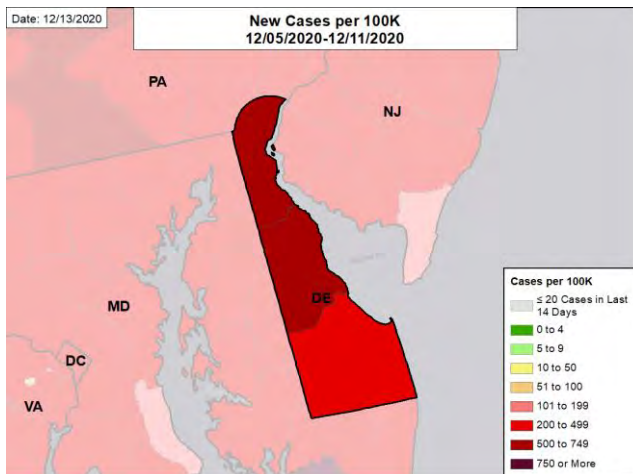 Date: 12/13/2020
New Cases per 100K
12/05/2020-12/11/2020
PA
NJ
MD
DE
DC
VA
Cases per 100K
≤ 20 Cases in Last
14 Days
0 to 4
5 to 9
10 to 50
51 to 100
101 to 199
200 to 499
500 to 749
750 or More